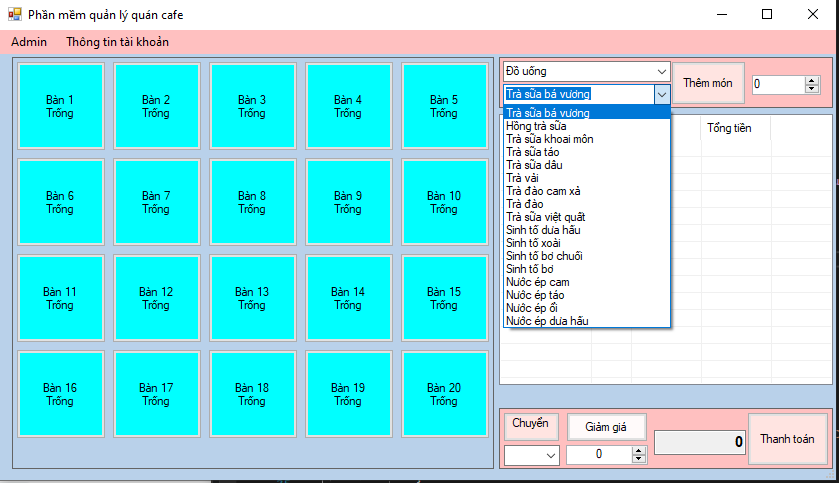 Phần mềm quản lý quán cafe
Admin Thông tin tài khoản
Bàn 1
Trống
Bàn 2
Trống
Bàn 3
Trống
Bàn 4
Trống
Bàn 5
Trống
Bàn 6
Trống
Bàn 7
Trống
Bàn 8
Trống
Bàn 9
Trống
Bàn 10
Trống
Bàn 11
Trống
Bàn 12
Trống
Bàn 13
Trống
Bàn 14
Trống
Bàn 15
Trống
Bàn 16
Trống
Bàn 17
Trống
Bàn 18
Trống
Bàn 19
Trống
Bàn 20
Trống
Đồ uống
Trà sữa bá vương
Thêm món
0
Trà sữa bá vương
Hồng trà sữa
Trà sữa khoai môn
Trà sữa táo
Trà sữa dâu
Trà vải
Trà đào cam xả
Trà đào
Trà sữa việt quất
Sinh tố dưa hấu
Sinh tố xoài
Sinh tố bơ chuối
Sinh tố bơ
Nước ép cam
Nước ép táo
Nước ép ổi
Nước ép dưa hấu
Tổng tiền
Chuyển
Giảm giá
0
0
Thanh toán